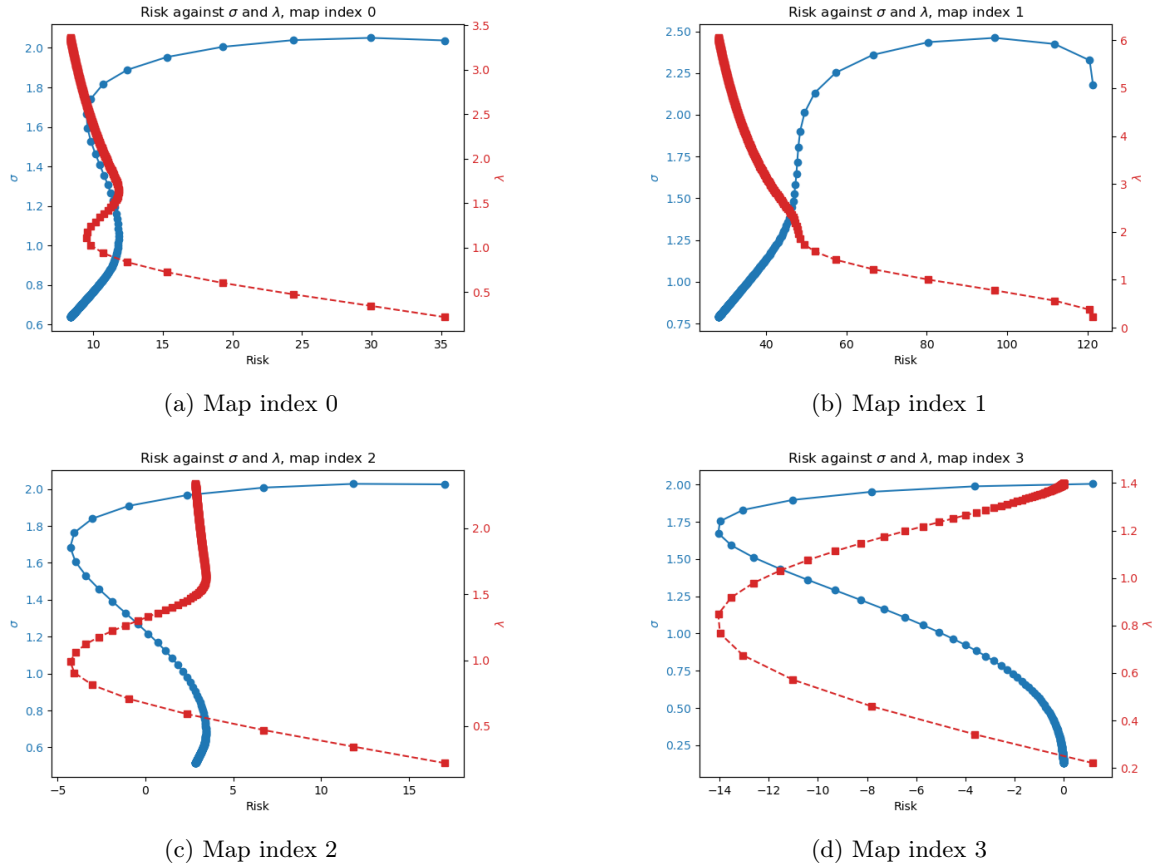 Risk against σ and λ, map index 0
2.0
1.8
1.6
1.4
1.2
1.0
0.8
0.6
σ
3.5
3.0
2.5
2.0
1.5
1.0
0.5
λ
10 15 20 25 30 35
Risk
(a) Map index 0
Risk against σ and λ, map index 1
2.50
2.25
2.00
1.75
1.50
1.25
1.00
0.75
σ
6
5
4
3
2
1
0
λ
40 60 80 100 120
Risk
(b) Map index 1
Risk against σ and λ, map index 2
2.0
1.8
1.6
1.4
1.2
1.0
0.8
0.6
σ
2.0
1.5
1.0
0.5
λ
−5 0 5 10 15
Risk
(c) Map index 2
Risk against σ and λ, map index 3
2.00
1.75
1.50
1.25
1.00
0.75
0.50
0.25
σ
1.4
1.2
1.0
0.8
0.6
0.4
0.2
λ
−14 −12 −10 −8 −6 −4 −2 0
Risk
(d) Map index 3